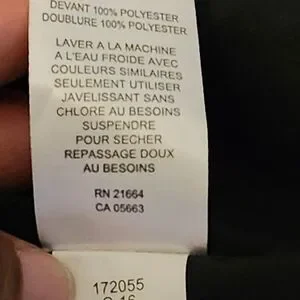 DEVANT 100% POLYESTER
DOUBLURE 100% POLYESTER
LAVER A LA MACHINE
A L'EAU FROIDE AVEC
COULEURS SIMILAIRES
SEULEMENT UTILISER
JAVELISSANT SANS
CHLORE AU BESOINS
SUSPENDRE
POUR SECHER
REPASSAGE DOUX
AU BESOINS
RN 21664
CA 05663
172055